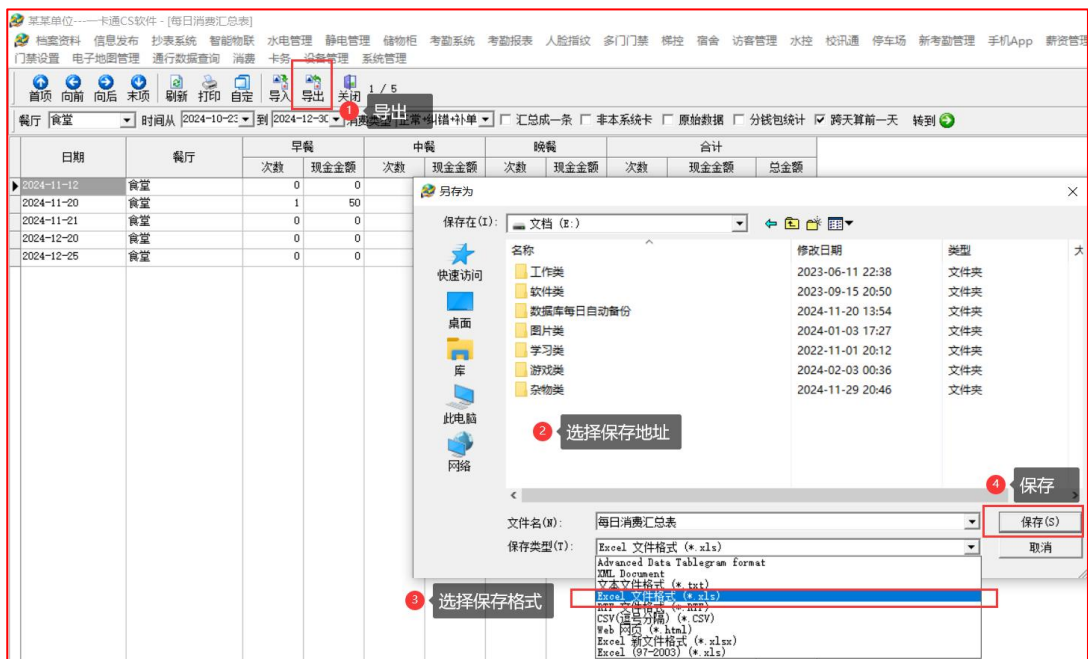 某某单位---一卡通CS软件 - [每日消费汇总表]
档案资料 信息发布 抄表系统 智能物联 水电管理 静电管理 储物柜 考勤系统 考勤报表 人脸指纹 多门门禁 梯控 宿舍 访客管理 水控 校讯通 停车场 新考勤管理 手机App 薪资管理
门禁设置 电子地图管理 通行数据查询 消费 卡务 设备管理 系统管理
首项 向前 向后 末项 刷新 打印 自定 导入 导出 关闭 1 / 5
1 导出
餐厅 食堂 时间从 2024-10-23 到 2024-12-30 消费类型 正常+纠错+补单 汇总成一条 非本系统卡 原始数据 分钱包统计 跨天算前一天 转到
日期 餐厅 早餐 中餐 晚餐 合计
次数 现金金额 次数 现金金额 次数 现金金额 次数 现金金额 总金额
2024-11-12 食堂 0 0
2024-11-20 食堂 1 50
2024-11-21 食堂 0 0
2024-12-20 食堂 0 0
2024-12-25 食堂 0 0
另存为
保存在(I): 文档 (E:)
名称 修改日期 类型 大
快速访问
桌面
库
此电脑
网络
工作类 2023-06-11 22:38 文件夹
软件类 2023-09-15 20:50 文件夹
数据库每日自动备份 2024-11-20 13:54 文件夹
图片类 2024-01-03 17:27 文件夹
学习类 2022-11-01 20:12 文件夹
游戏类 2024-02-03 00:36 文件夹
杂物类 2024-11-29 20:46 文件夹
2 选择保存地址
4 保存
文件名(N): 每日消费汇总表 保存(S)
保存类型(T): Excel 文件格式 (*.xls) 取消
Advanced Data Tablegram format
XML Document
文本文件格式 (*.txt)
3 选择保存格式
Excel 文件格式 (*.xls)
RTF 文件格式 (*.RTF)
CSV(逗号分隔) (*.CSV)
Web 网页 (*.html)
Excel 新文件格式 (*.xlsx)
Excel (97-2003) (*.xls)